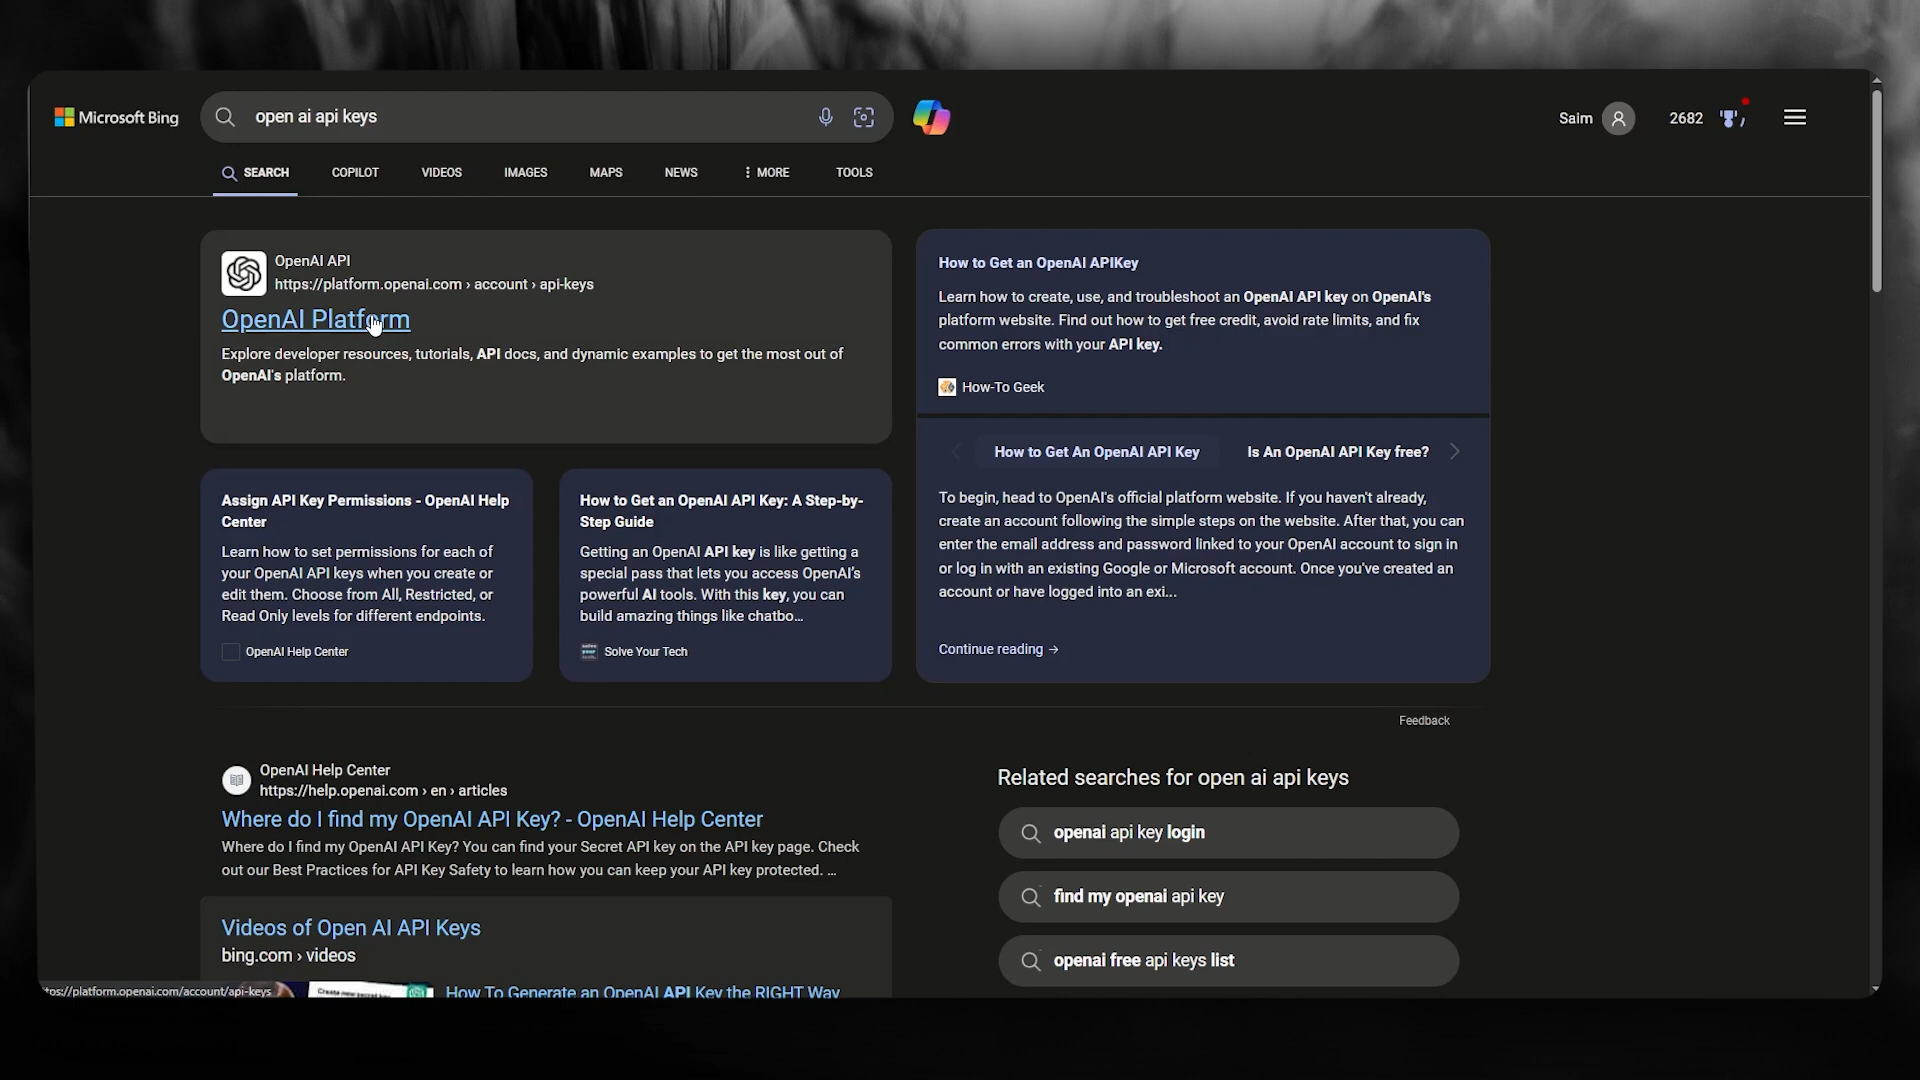 Microsoft Bing
open ai api keys
Saim
2682
SEARCH
COPILOT
VIDEOS
IMAGES
MAPS
NEWS
MORE
TOOLS
OpenAI API
https://platform.openai.com › account › api-keys
OpenAI Platform
Explore developer resources, tutorials, API docs, and dynamic examples to get the most out of
OpenAI's platform.
How to Get an OpenAI APIKey
Learn how to create, use, and troubleshoot an OpenAI API key on OpenAI's
platform website. Find out how to get free credit, avoid rate limits, and fix
common errors with your API key.
How-To Geek
How to Get An OpenAI API Key
Is An OpenAI API Key free?
To begin, head to OpenAI's official platform website. If you haven't already,
create an account following the simple steps on the website. After that, you can
enter the email address and password linked to your OpenAI account to sign in
or log in with an existing Google or Microsoft account. Once you've created an
account or have logged into an exi...
Continue reading →
Assign API Key Permissions - OpenAI Help
Center
Learn how to set permissions for each of
your OpenAI API keys when you create or
edit them. Choose from All, Restricted, or
Read Only levels for different endpoints.
OpenAI Help Center
How to Get an OpenAI API Key: A Step-by-
Step Guide
Getting an OpenAI API key is like getting a
special pass that lets you access OpenAI's
powerful AI tools. With this key, you can
build amazing things like chatbo...
Solve Your Tech
Feedback
OpenAI Help Center
https://help.openai.com › en › articles
Where do I find my OpenAI API Key? - OpenAI Help Center
Where do I find my OpenAI API Key? You can find your Secret API key on the API key page. Check
out our Best Practices for API Key Safety to learn how you can keep your API key protected. ...
Videos of Open AI API Keys
bing.com › videos
How To Generate an OpenAI API Key the RIGHT Way
Related searches for open ai api keys
openai api key login
find my openai api key
openai free api keys list
tps://platform.openai.com/account/api-keys